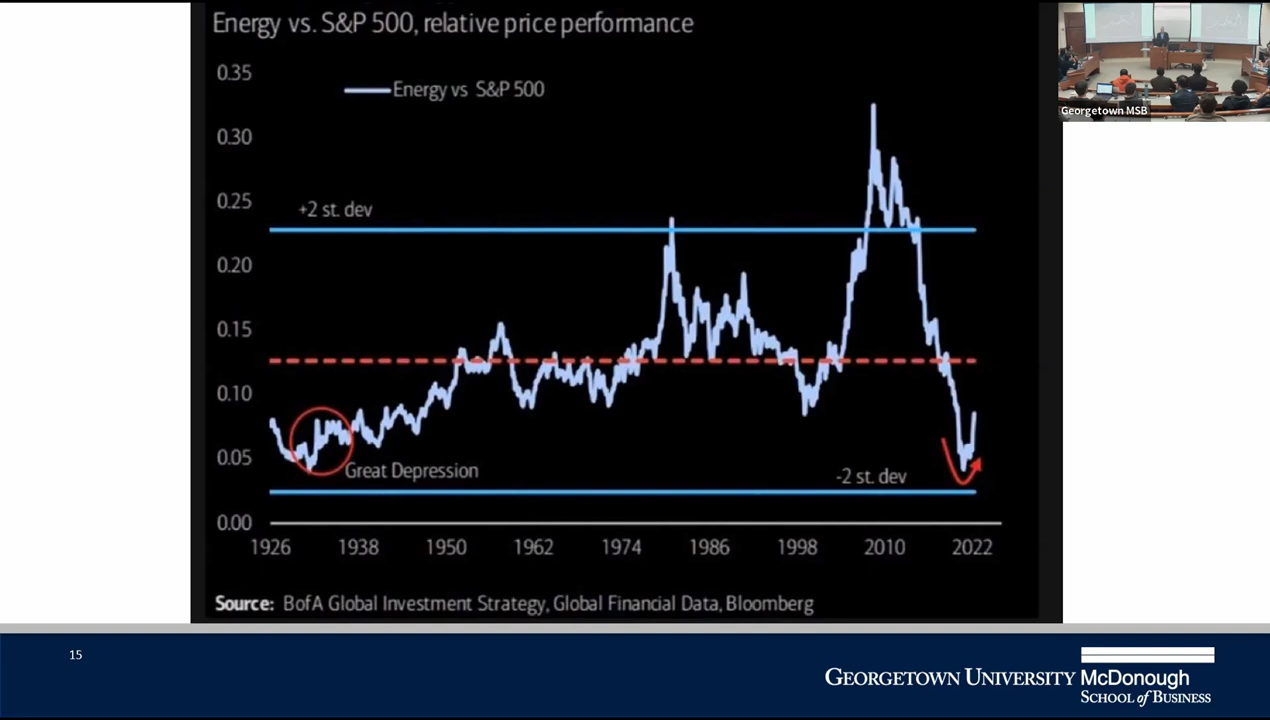 Energy vs. S&P 500, relative price performance
Georgetown MSB
0.35
Energy vs S&P 500
0.30
0.25
+2 st. dev
0.20
0.15
0.10
0.05
Great Depression
-2 st. dev
0.00
1926 1938 1950 1962 1974 1986 1998 2010 2022
Source: BofA Global Investment Strategy, Global Financial Data, Bloomberg
15
GEORGETOWN UNIVERSITY
McDonough
SCHOOL of BUSINESS